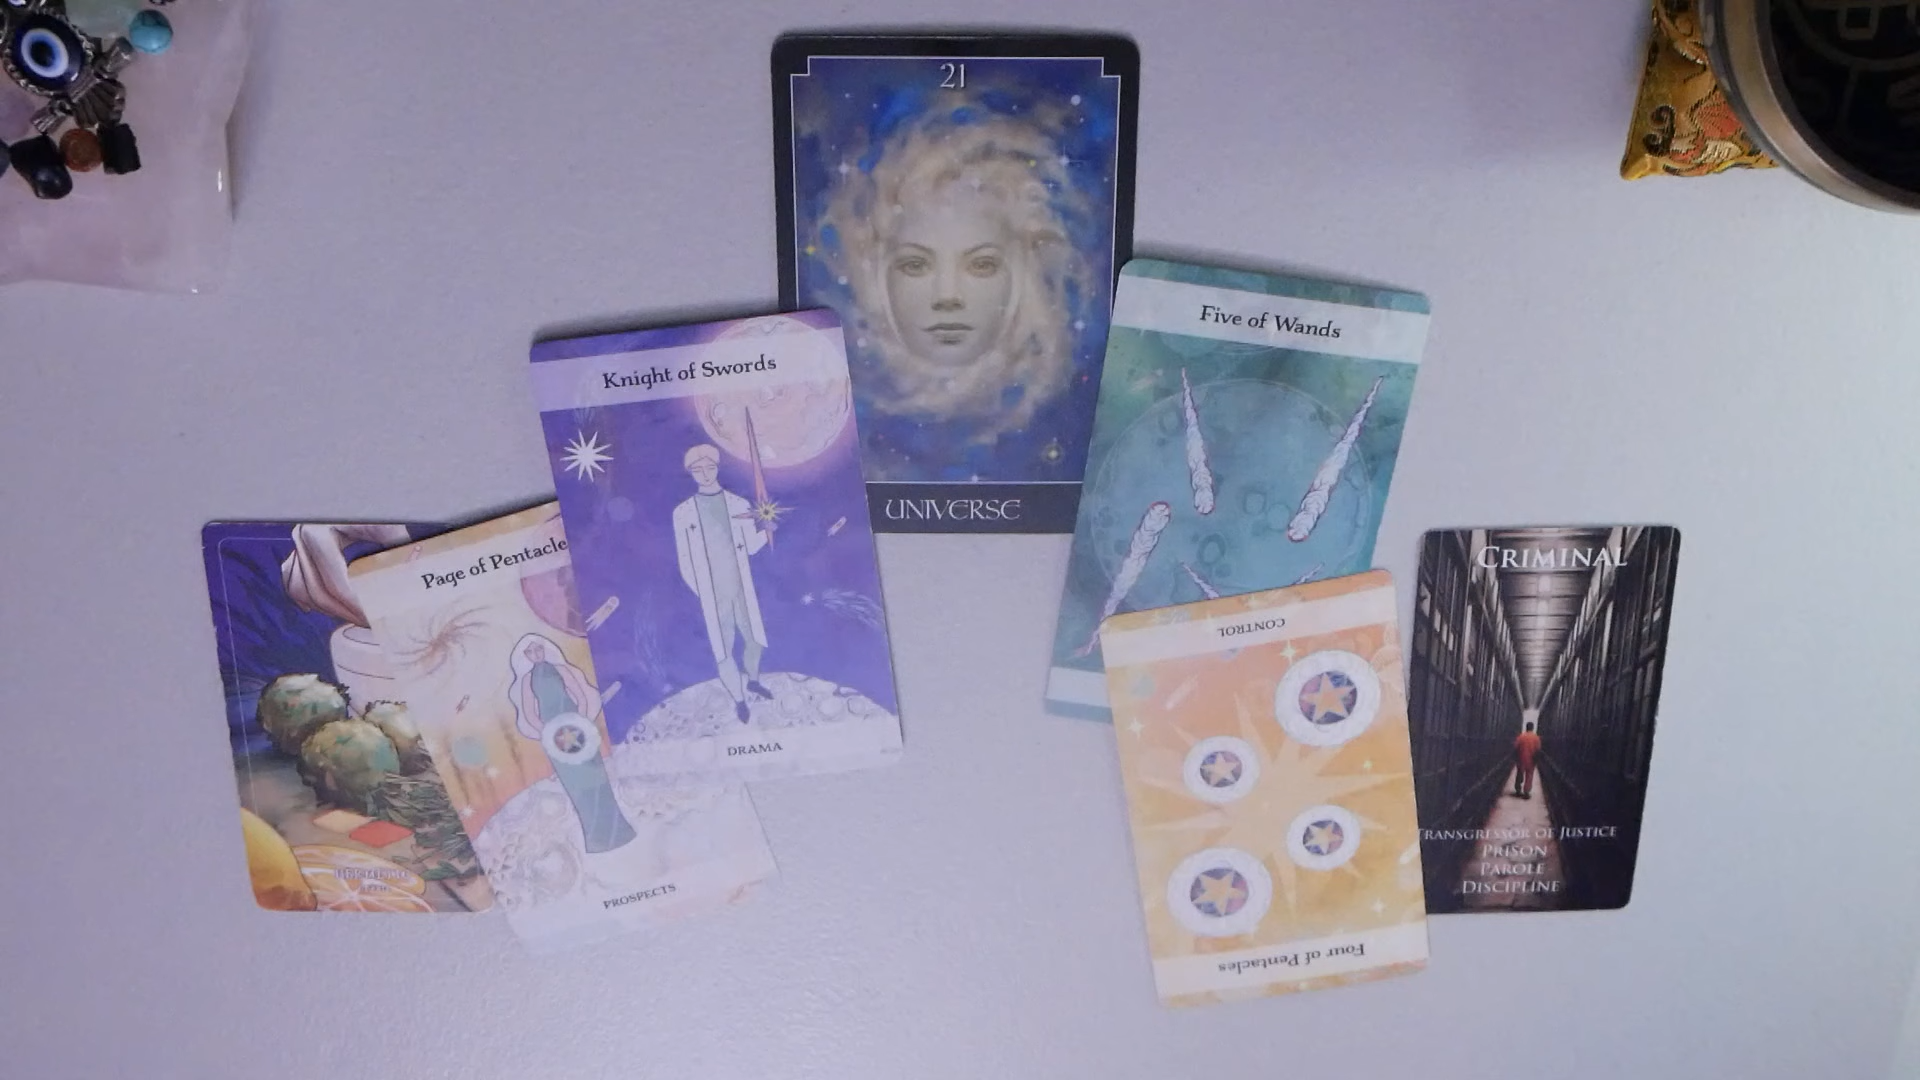 21
UNIVERSE
Five of Wands
Knight of Swords
DRAMA
Page of Pentacle
PROSPECTS
CONTROL
Four of Pentacles
CRIMINAL
TRANSGRESSOR OF JUSTICE
PRISON
PAROLE
DISCIPLINE